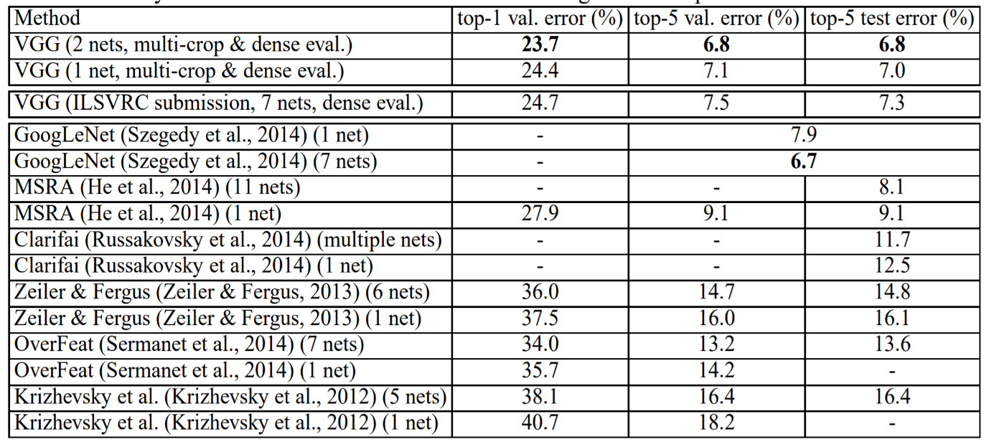 Method top-1 val. error (%) top-5 val. error (%) top-5 test error (%)
VGG (2 nets, multi-crop & dense eval.) 23.7 6.8 6.8
VGG (1 net, multi-crop & dense eval.) 24.4 7.1 7.0
VGG (ILSVRC submission, 7 nets, dense eval.) 24.7 7.5 7.3
GoogLeNet (Szegedy et al., 2014) (1 net) - 7.9
GoogLeNet (Szegedy et al., 2014) (7 nets) - 6.7
MSRA (He et al., 2014) (11 nets) - - 8.1
MSRA (He et al., 2014) (1 net) 27.9 9.1 9.1
Clarifai (Russakovsky et al., 2014) (multiple nets) - - 11.7
Clarifai (Russakovsky et al., 2014) (1 net) - - 12.5
Zeiler & Fergus (Zeiler & Fergus, 2013) (6 nets) 36.0 14.7 14.8
Zeiler & Fergus (Zeiler & Fergus, 2013) (1 net) 37.5 16.0 16.1
OverFeat (Sermanet et al., 2014) (7 nets) 34.0 13.2 13.6
OverFeat (Sermanet et al., 2014) (1 net) 35.7 14.2 -
Krizhevsky et al. (Krizhevsky et al., 2012) (5 nets) 38.1 16.4 16.4
Krizhevsky et al. (Krizhevsky et al., 2012) (1 net) 40.7 18.2 -